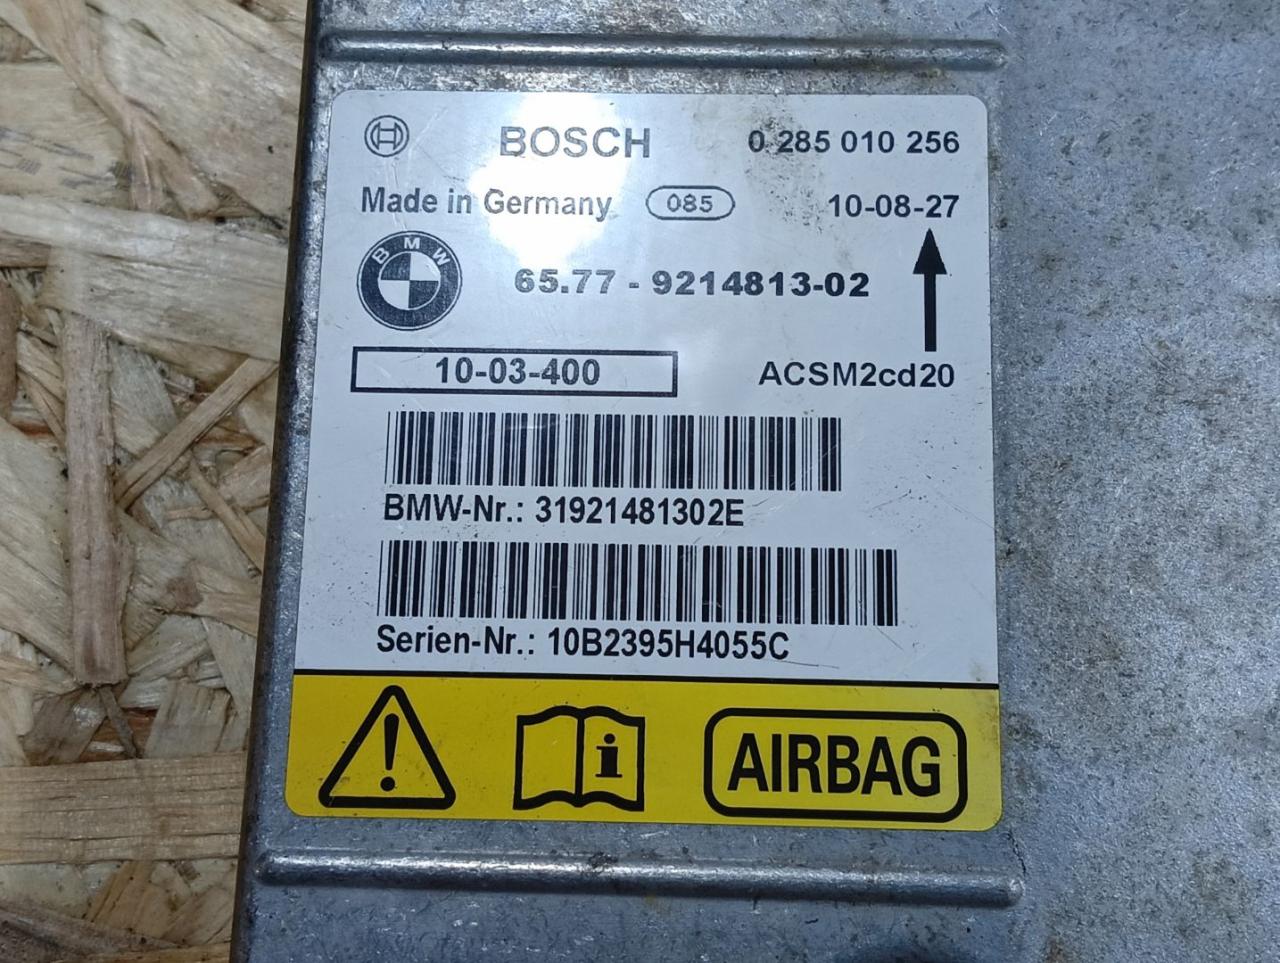 BOSCH 0 285 010 256
Made in Germany 085 10-08-27
BMW 65.77 - 9214813-02
10-03-400 ACSM2cd20
BMW-Nr.: 31921481302E
Serien-Nr.: 10B2395H4055C
i AIRBAG